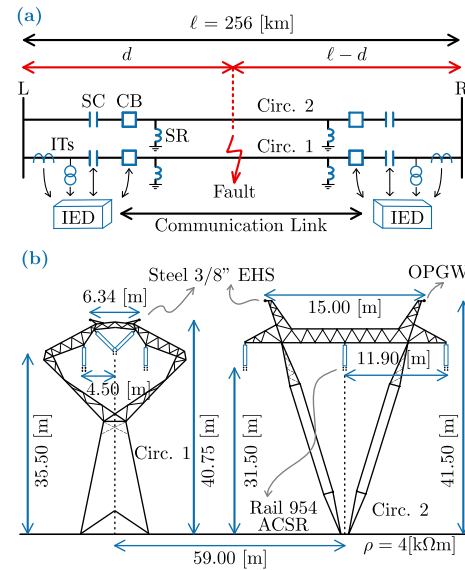 (a)
ℓ = 256 [km]
d
ℓ − d
L
R
SC
CB
Circ. 2
SR
ITs
Circ. 1
Fault
IED
IED
Communication Link
(b)
Steel 3/8" EHS
OPGW
6.34 [m]
15.00 [m]
11.90 [m]
4.50 [m]
35.50 [m]
40.75 [m]
31.50 [m]
41.50 [m]
Circ. 1
Rail 954
ACSR
Circ. 2
59.00 [m]
ρ = 4[kΩm]